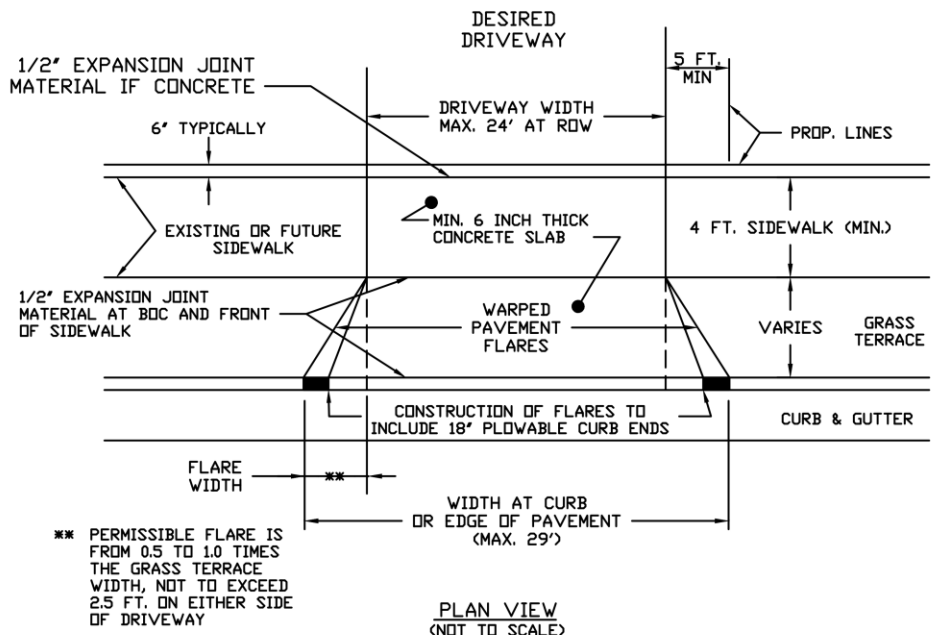 DESIRED
DRIVEWAY
1/2" EXPANSION JOINT
MATERIAL IF CONCRETE
5 FT.
MIN
DRIVEWAY WIDTH
MAX. 24' AT ROW
6" TYPICALLY
PROP. LINES
EXISTING OR FUTURE
SIDEWALK
MIN. 6 INCH THICK
CONCRETE SLAB
4 FT. SIDEWALK (MIN.)
1/2" EXPANSION JOINT
MATERIAL AT BOC AND FRONT
OF SIDEWALK
WARPED
PAVEMENT
FLARES
VARIES
GRASS
TERRACE
CONSTRUCTION OF FLARES TO
INCLUDE 18" PLOWABLE CURB ENDS
CURB & GUTTER
FLARE
WIDTH
**
WIDTH AT CURB
OR EDGE OF PAVEMENT
(MAX. 29')
** PERMISSIBLE FLARE IS
FROM 0.5 TO 1.0 TIMES
THE GRASS TERRACE
WIDTH, NOT TO EXCEED
2.5 FT. ON EITHER SIDE
OF DRIVEWAY
PLAN VIEW
(NOT TO SCALE)